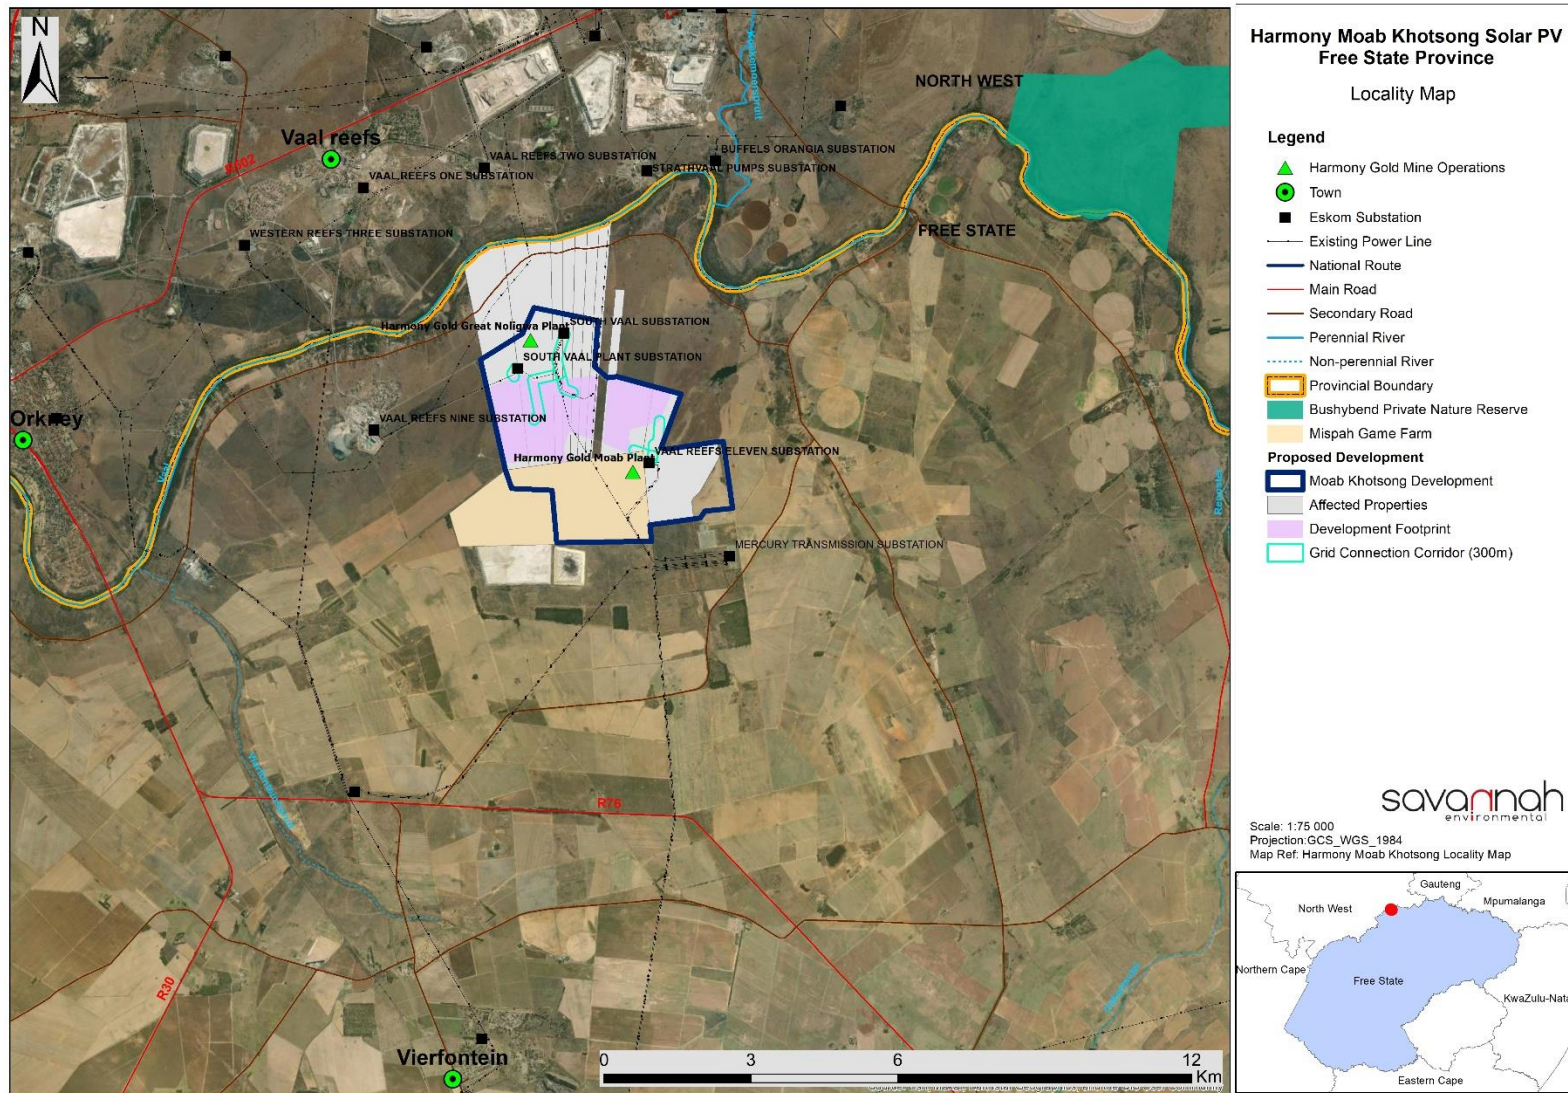 N
NORTH WEST
Koekemoerspruit
Vaal reefs
R502
BUFFELS ORANGIA SUBSTATION
VAAL REEFS TWO SUBSTATION
STRATHVAAL PUMPS SUBSTATION
VAAL REEFS ONE SUBSTATION
WESTERN REEFS THREE SUBSTATION
FREE STATE
Harmony Gold Great Noligwa Plant
SOUTH VAAL SUBSTATION
SOUTH VAAL PLANT SUBSTATION
Orkney
VAAL REEFS NINE SUBSTATION
Harmony Gold Moab Plant
VAAL REEFS ELEVEN SUBSTATION
Vaal
MERCURY TRANSMISSION SUBSTATION
R76
R30
Vierfontein
0 3 6 12
Km
Harmony Moab Khotsong Solar PV
Free State Province
Locality Map
Legend
Harmony Gold Mine Operations
Town
Eskom Substation
Existing Power Line
National Route
Main Road
Secondary Road
Perennial River
Non-perennial River
Provincial Boundary
Bushybend Private Nature Reserve
Mispah Game Farm
Proposed Development
Moab Khotsong Development
Affected Properties
Development Footprint
Grid Connection Corridor (300m)
savannah
environmental
Scale: 1:75 000
Projection:GCS_WGS_1984
Map Ref: Harmony Moab Khotsong Locality Map
Gauteng
North West
Mpumalanga
Northern Cape
Free State
KwaZulu-Nata
Eastern Cape